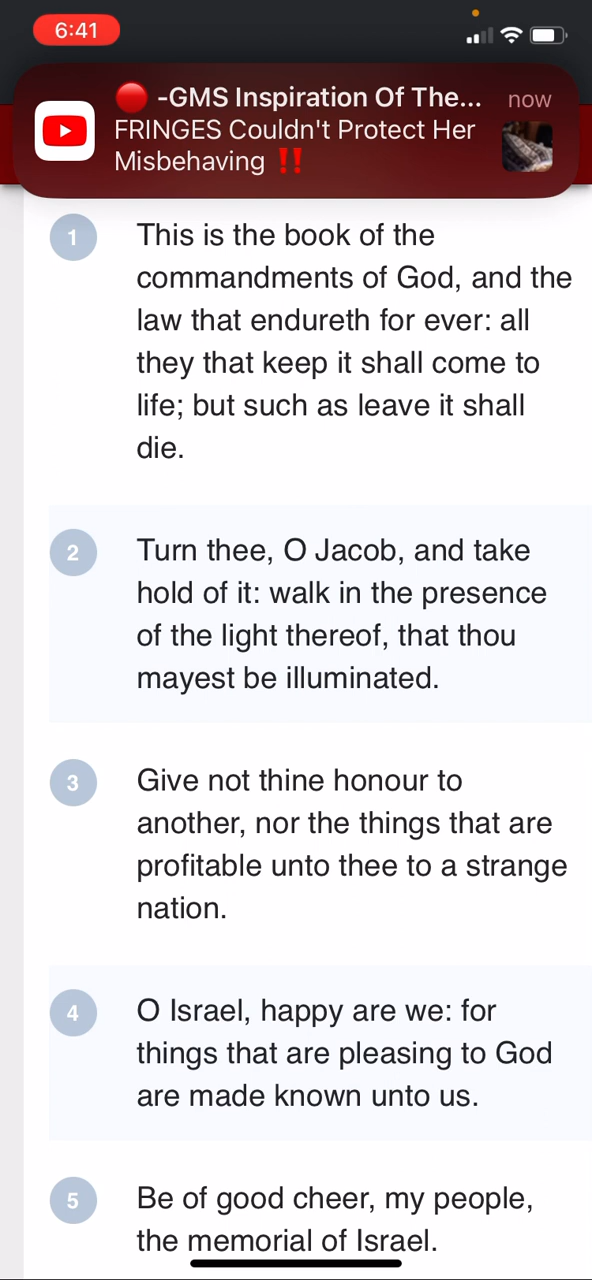 6:41
🔴 -GMS Inspiration Of The... now
FRINGES Couldn't Protect Her
Misbehaving ‼️
1 This is the book of the
commandments of God, and the
law that endureth for ever: all
they that keep it shall come to
life; but such as leave it shall
die.
2 Turn thee, O Jacob, and take
hold of it: walk in the presence
of the light thereof, that thou
mayest be illuminated.
3 Give not thine honour to
another, nor the things that are
profitable unto thee to a strange
nation.
4 O Israel, happy are we: for
things that are pleasing to God
are made known unto us.
5 Be of good cheer, my people,
the memorial of Israel.